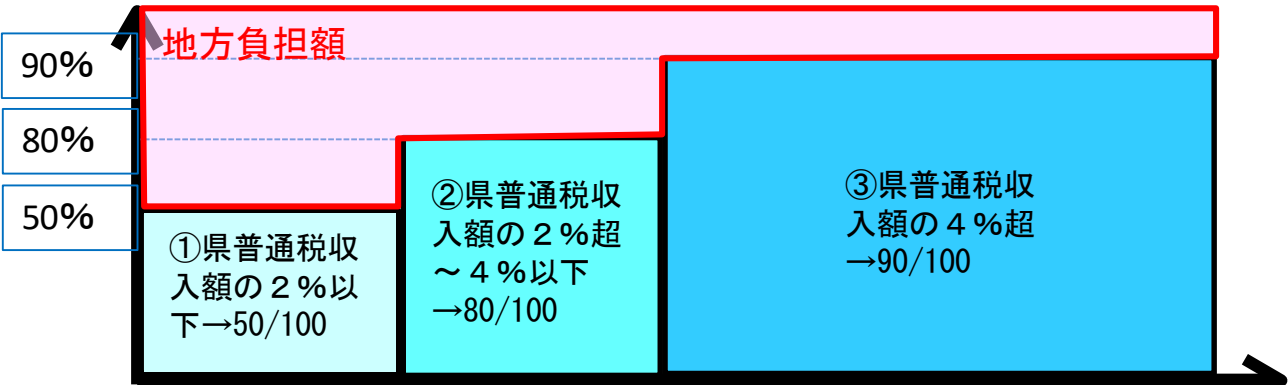 地方負担額
90%
80%
50%
①県普通税収
入額の２%以
下→50/100
②県普通税収
入額の２%超
～４%以下
→80/100
③県普通税収
入額の４%超
→90/100